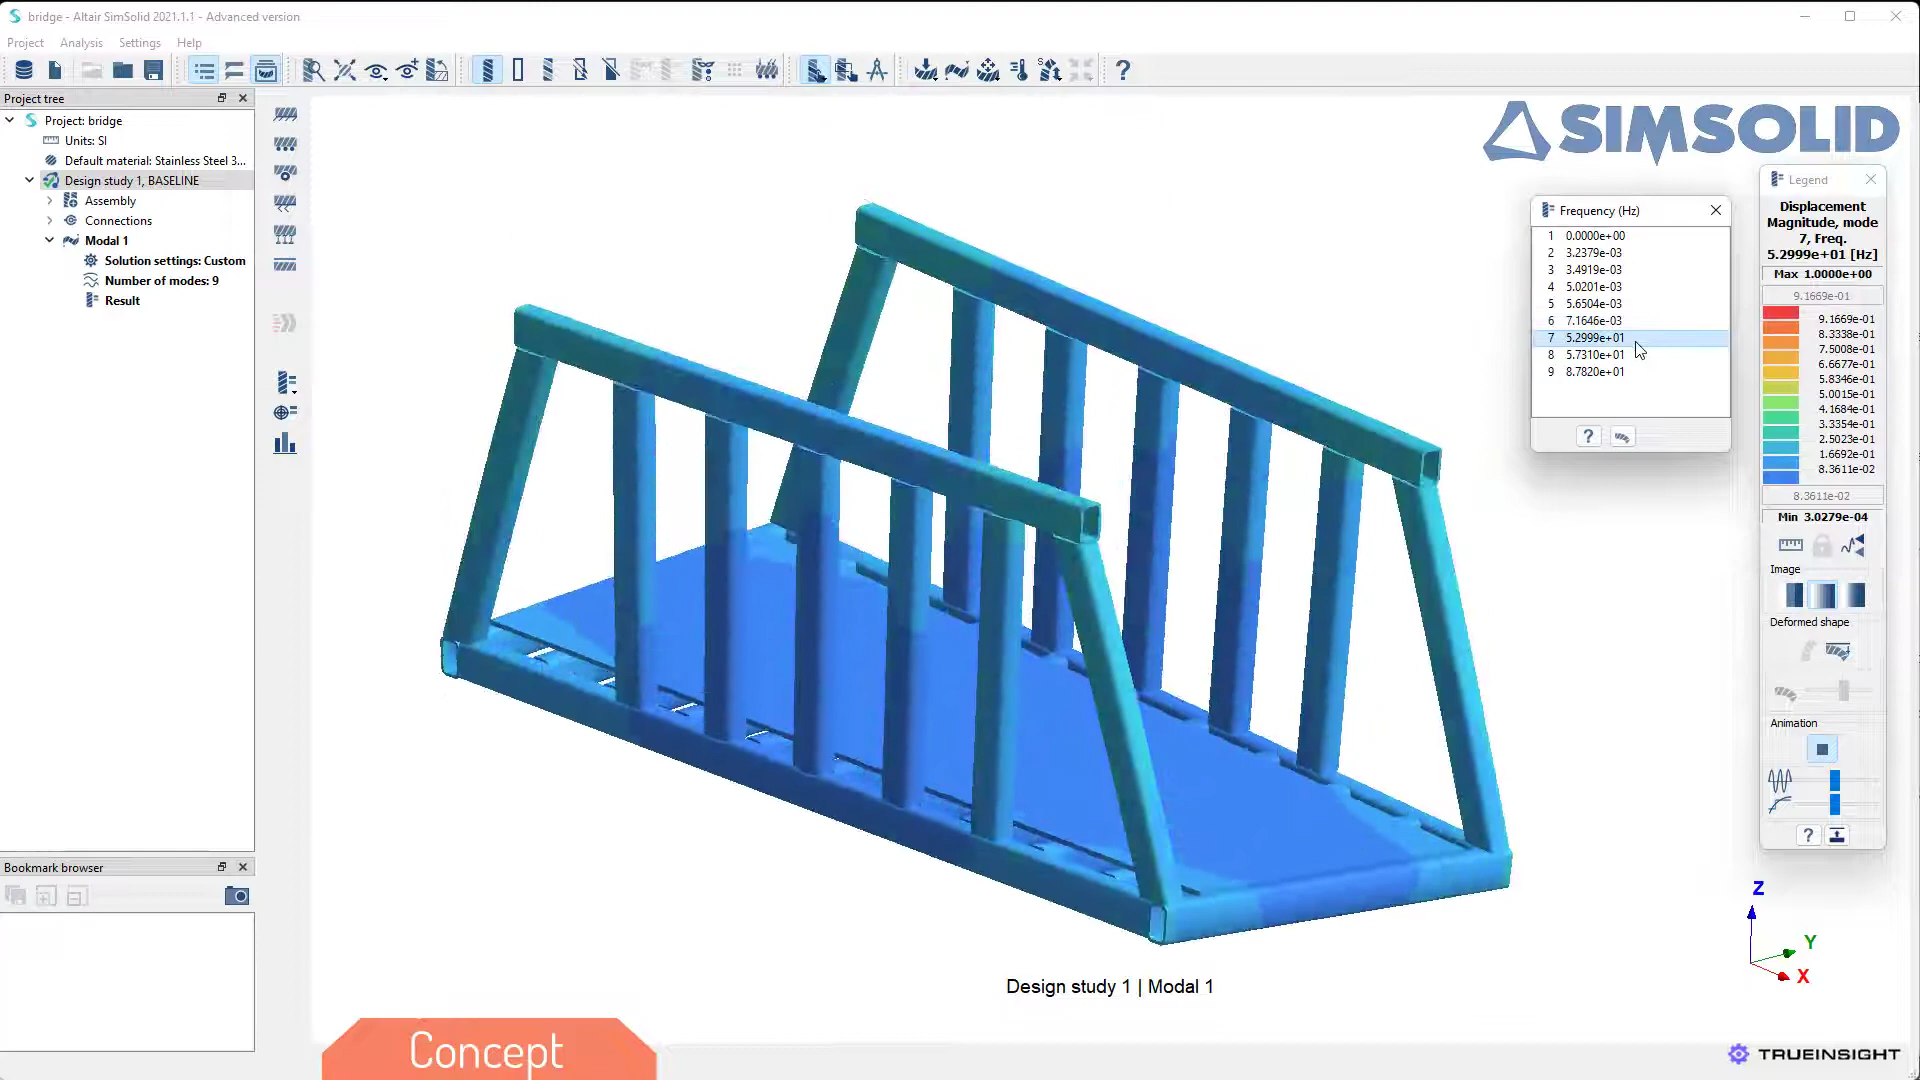 bridge - Altair SimSolid 2021.1.1 - Advanced version
Project Analysis Settings Help
Project tree
Project: bridge
Units: SI
Default material: Stainless Steel 3...
Design study 1, BASELINE
Assembly
Connections
Modal 1
Solution settings: Custom
Number of modes: 9
Result
Bookmark browser
SIMSOLID
Frequency (Hz)
1 0.0000e+00
2 3.2379e-03
3 3.4919e-03
4 5.0201e-03
5 5.6504e-03
6 7.1646e-03
7 5.2999e+01
8 5.7310e+01
9 8.7820e+01
?
Legend
Displacement
Magnitude, mode
7, Freq.
5.2999e+01 [Hz]
Max 1.0000e+00
9.1669e-01
9.1669e-01
8.3338e-01
7.5008e-01
6.6677e-01
5.8346e-01
5.0015e-01
4.1684e-01
3.3354e-01
2.5023e-01
1.6692e-01
8.3611e-02
8.3611e-02
Min 3.0279e-04
Image
Deformed shape
Animation
?
Z
Y
X
Design study 1 | Modal 1
Concept
TRUEINSIGHT